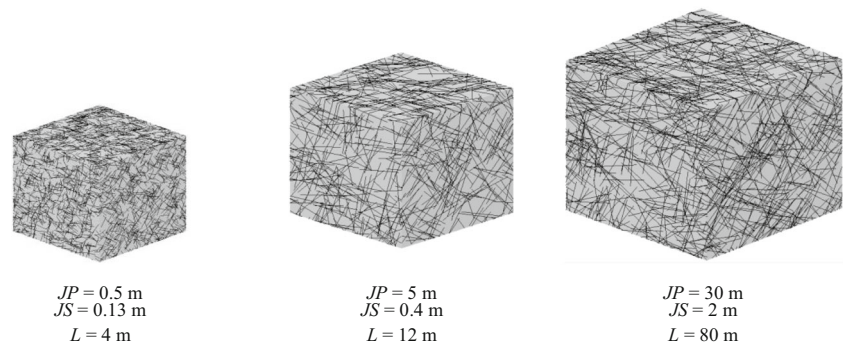 JP = 0.5 m
JS = 0.13 m
L = 4 m
JP = 5 m
JS = 0.4 m
L = 12 m
JP = 30 m
JS = 2 m
L = 80 m